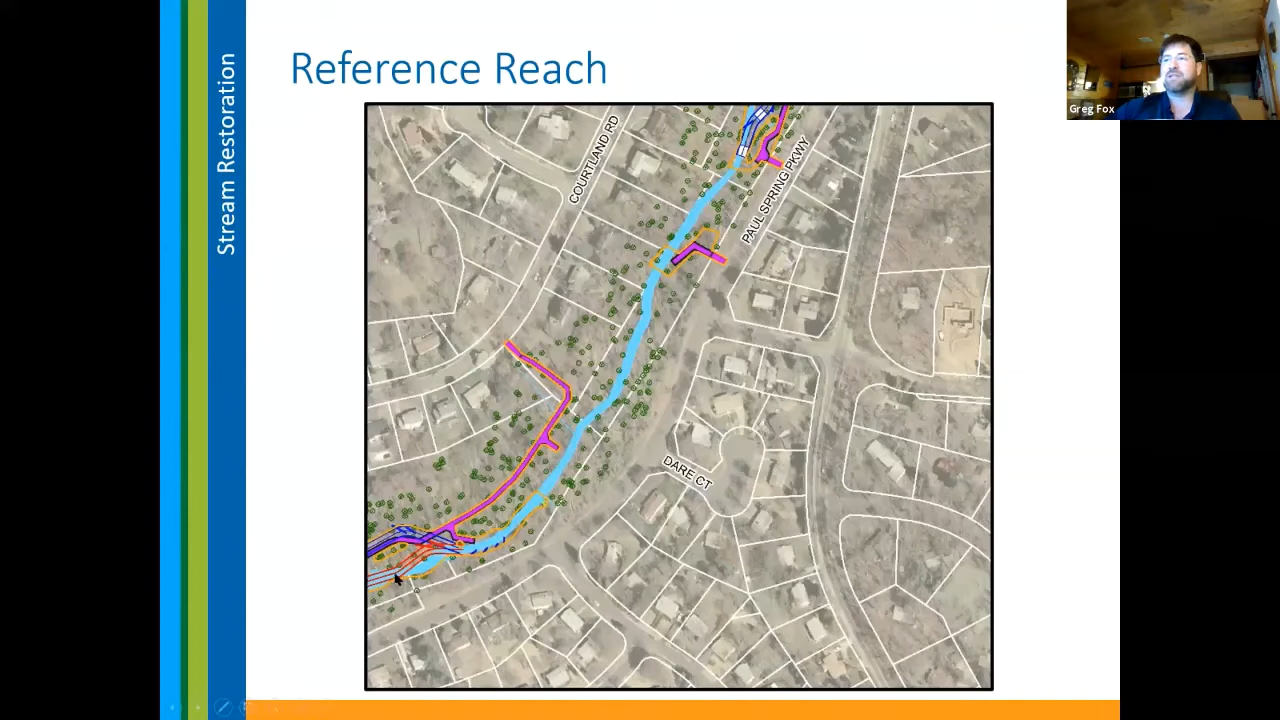 Stream Restoration
Reference Reach
COURTLAND RD
PAUL SPRING PKWY
DARE CT
Greg Fox